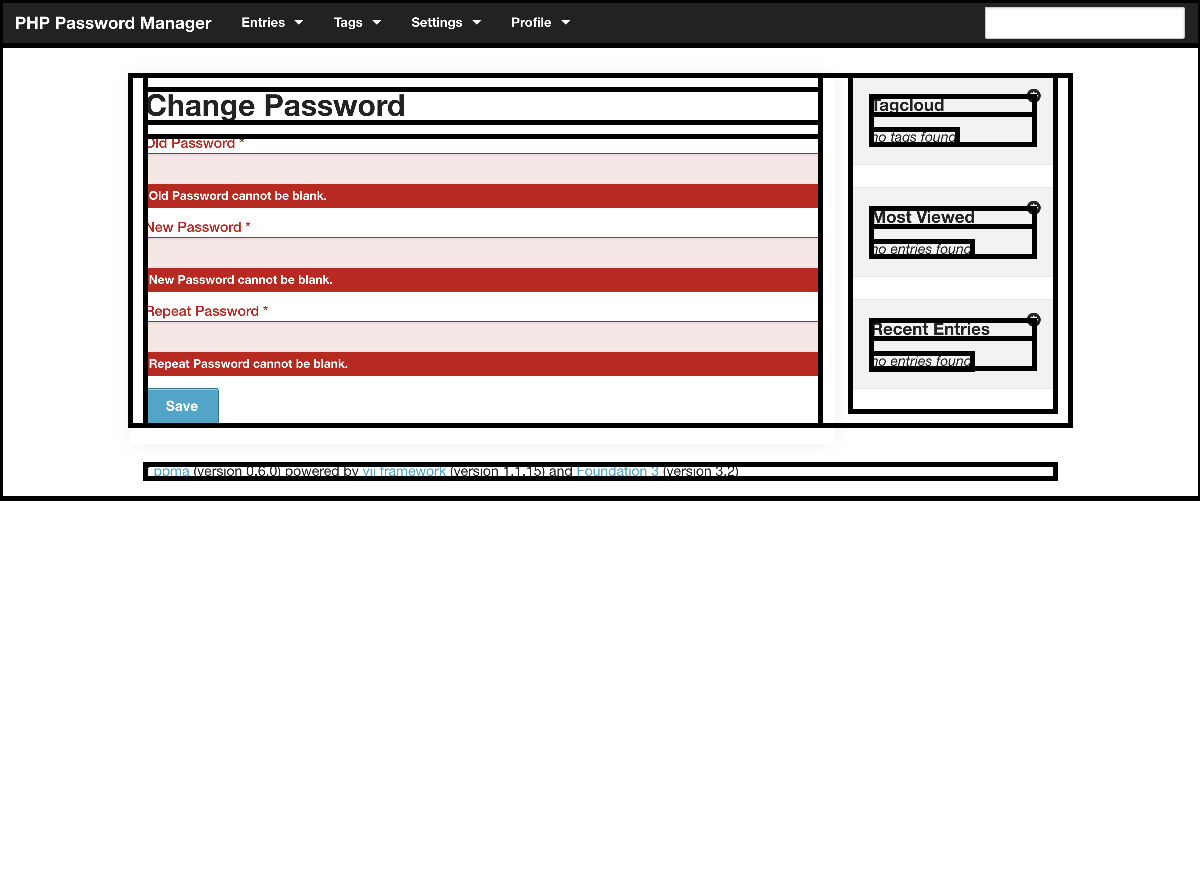 PHP Password Manager Entries Tags Settings Profile
Change Password
Old Password *
Old Password cannot be blank.
New Password *
New Password cannot be blank.
Repeat Password *
Repeat Password cannot be blank.
Save
Tagcloud
no tags found
Most Viewed
no entries found
Recent Entries
no entries found
ppma (version 0.6.0) powered by yii framework (version 1.1.15) and Foundation 3 (version 3.2)